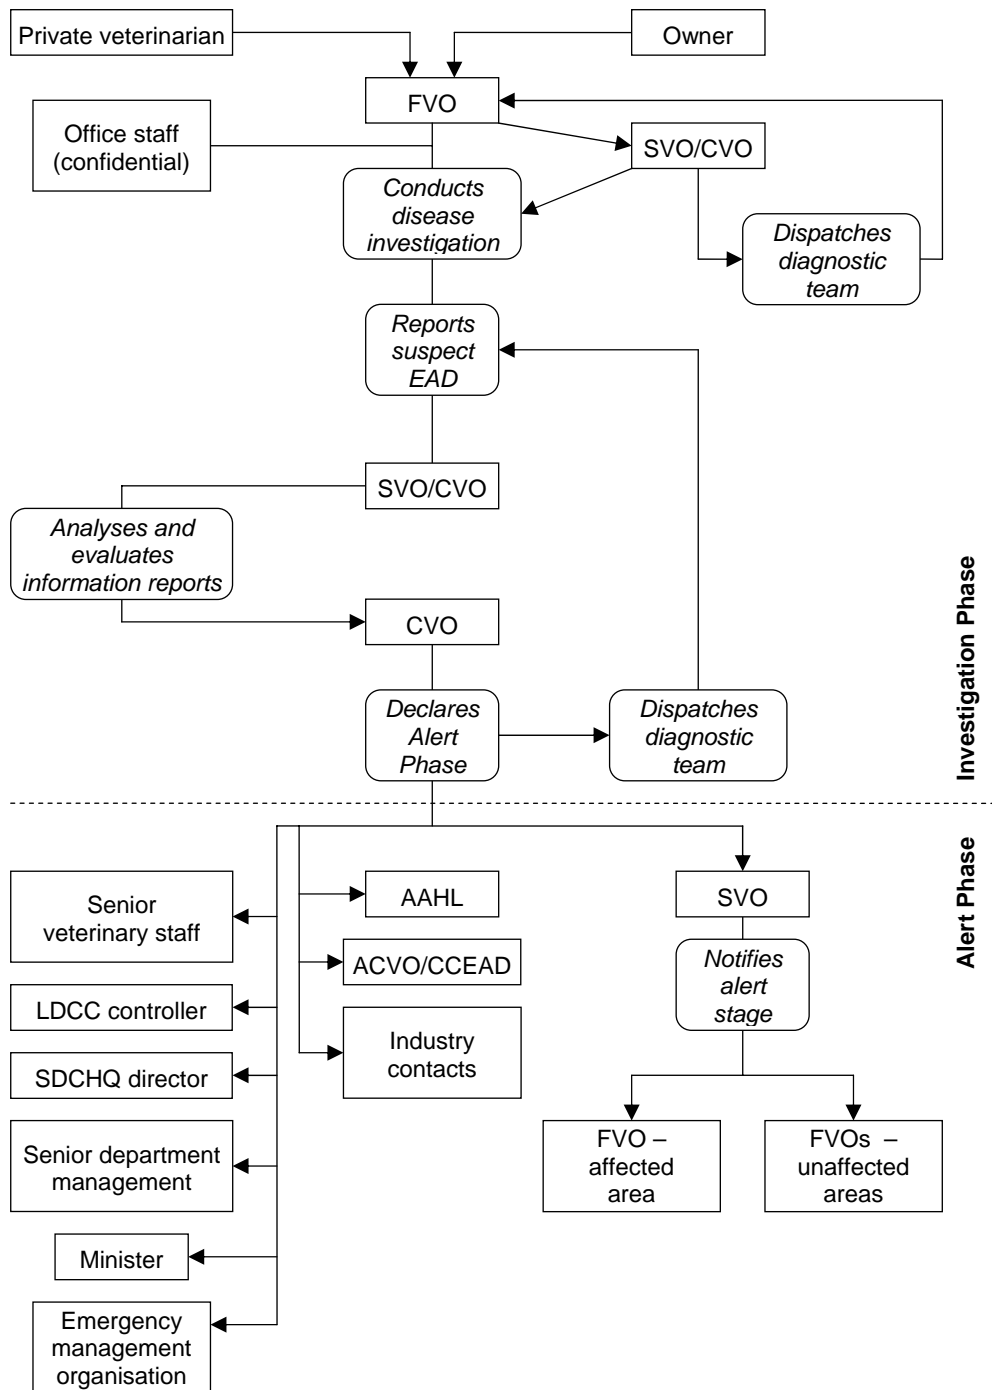 Private veterinarian
Owner
FVO
Office staff
(confidential)
SVO/CVO
Conducts
disease
investigation
Dispatches
diagnostic
team
Reports
suspect
EAD
SVO/CVO
Analyses and
evaluates
information reports
CVO
Declares
Alert
Phase
Dispatches
diagnostic
team
Investigation Phase
Alert Phase
Senior
veterinary staff
AAHL
SVO
ACVO/CCEAD
Notifies
alert
stage
LDCC controller
Industry
contacts
SDCHQ director
Senior department
management
FVO –
affected
area
FVOs –
unaffected
areas
Minister
Emergency
management
organisation